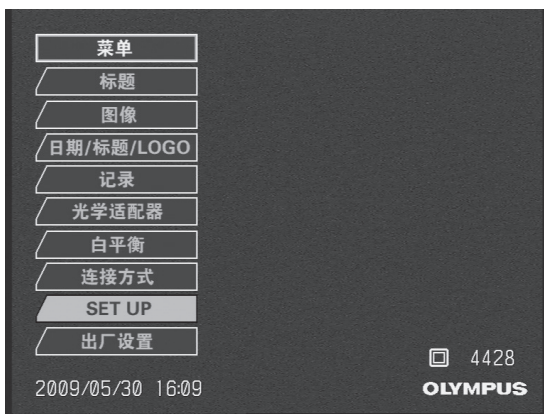 菜单
标题
图像
日期/标题/LOGO
记录
光学适配器
白平衡
连接方式
SET UP
出厂设置
4428
2009/05/30 16:09
OLYMPUS